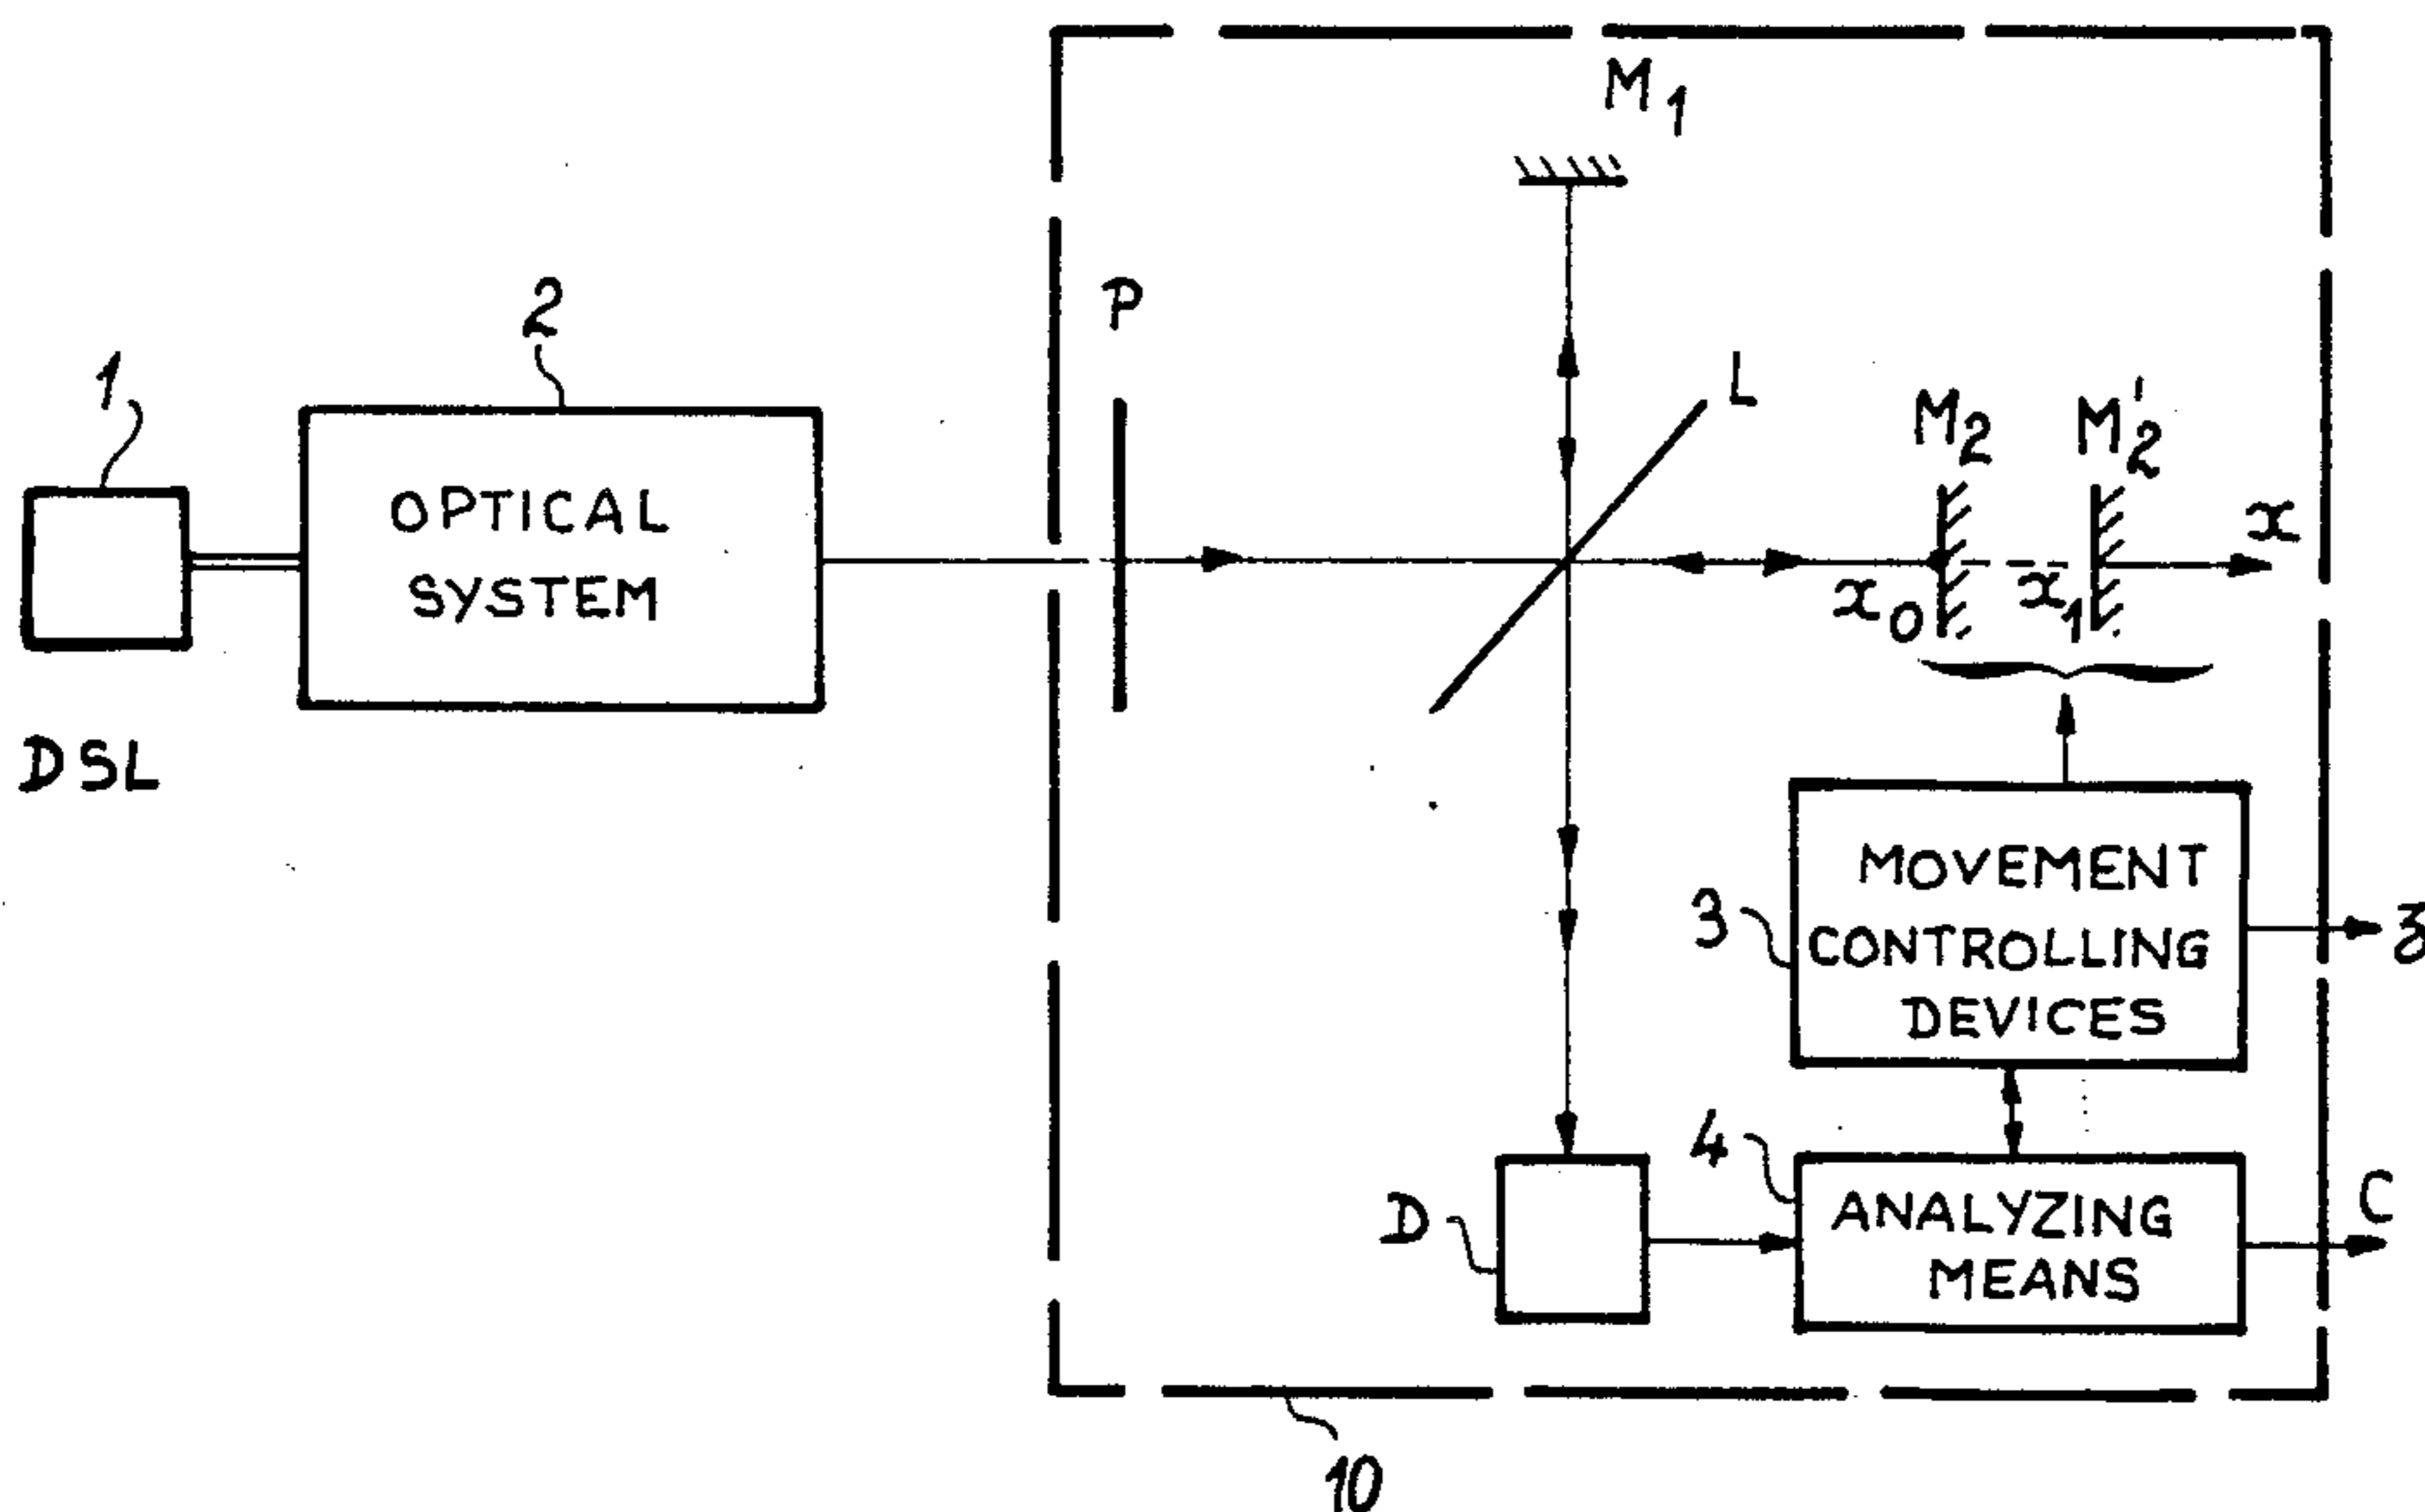 M1
P
2
L
1
M2
M'2
OPTICAL
SYSTEM
x
x0
x1
DSL
MOVEMENT
CONTROLLING
DEVICES
3
z
4
D
ANALYZING
MEANS
C
10